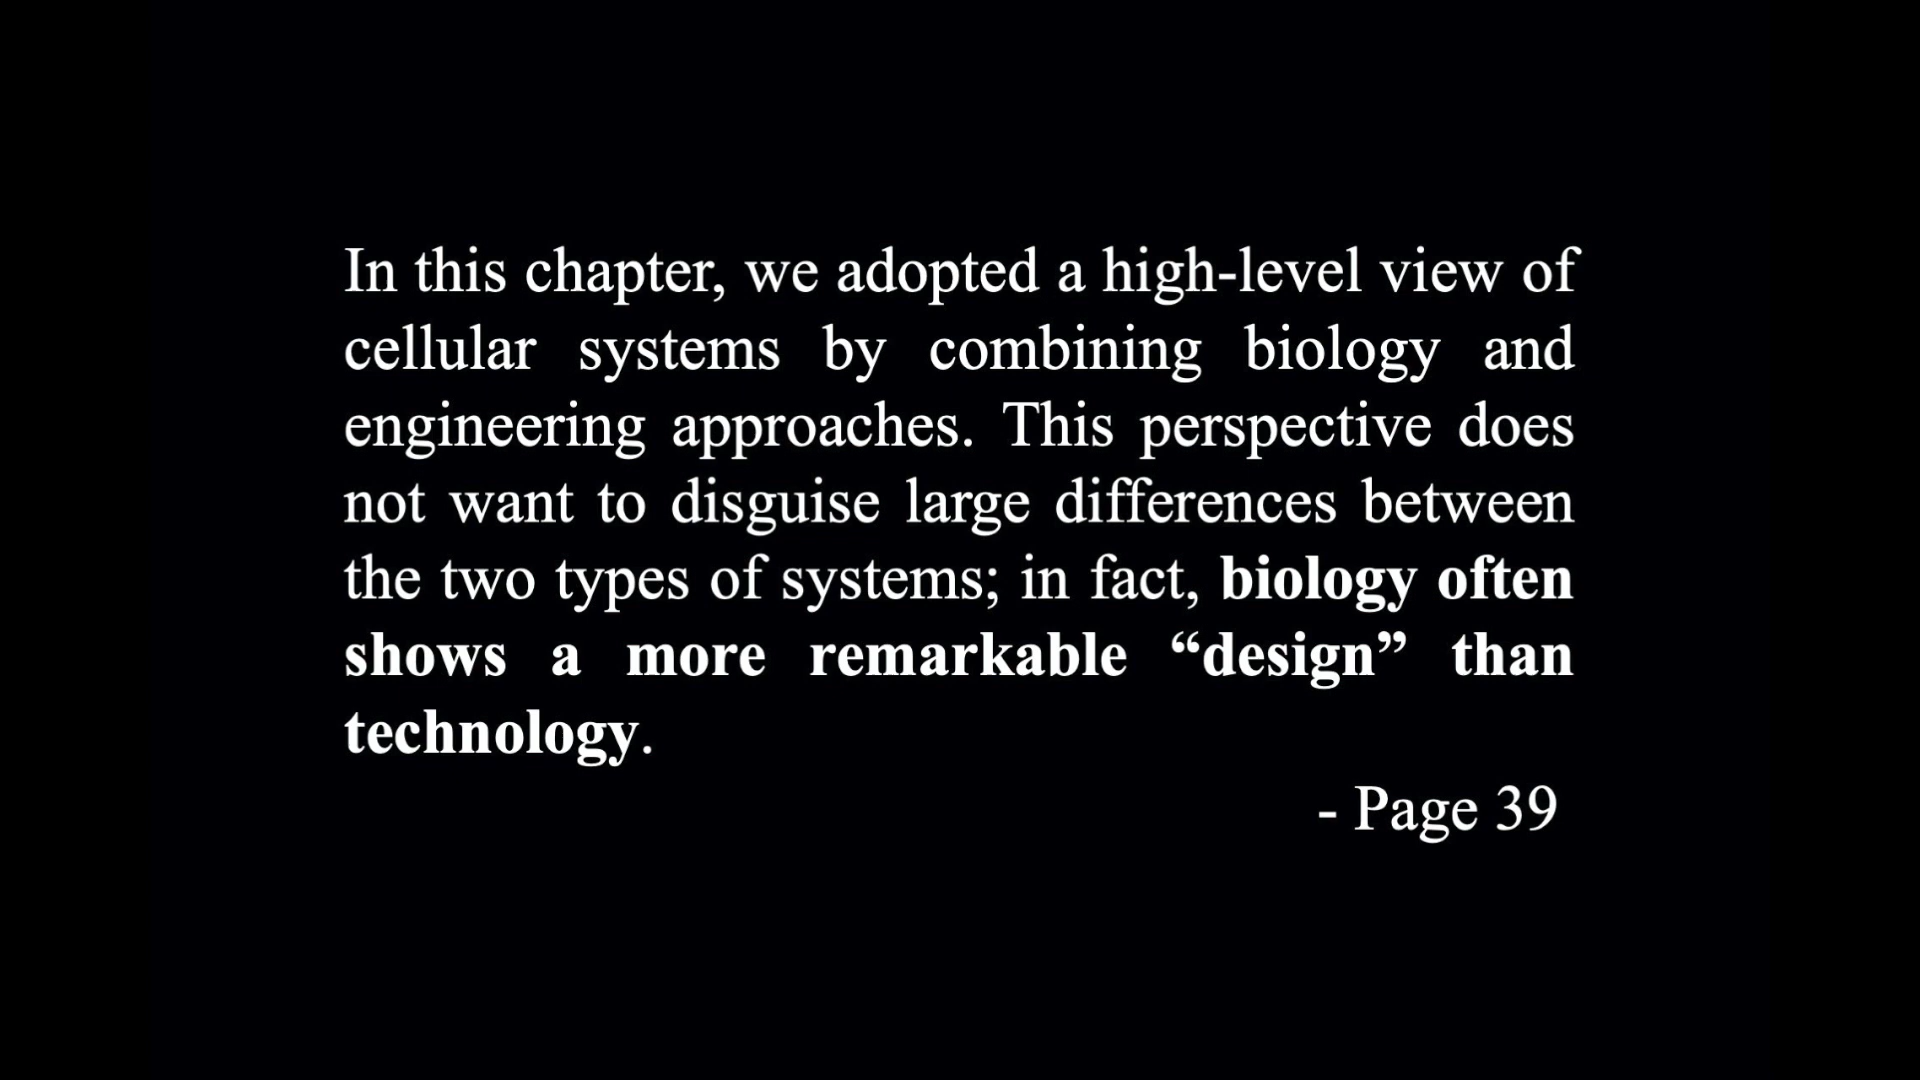 In this chapter, we adopted a high-level view of
cellular systems by combining biology and
engineering approaches. This perspective does
not want to disguise large differences between
the two types of systems; in fact, biology often
shows a more remarkable “design” than
technology.
- Page 39